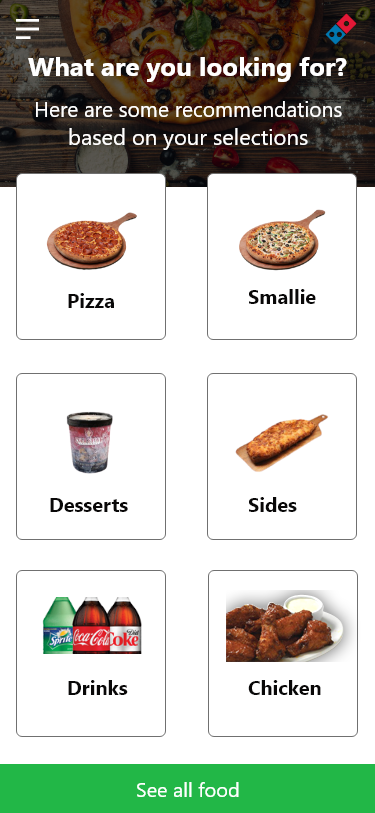 What are you looking for?
Here are some recommendations
based on your selections
Pizza
Smallie
Desserts
Sides
Sprite
Coca-Cola
Diet
Coke
Drinks
Chicken
See all food